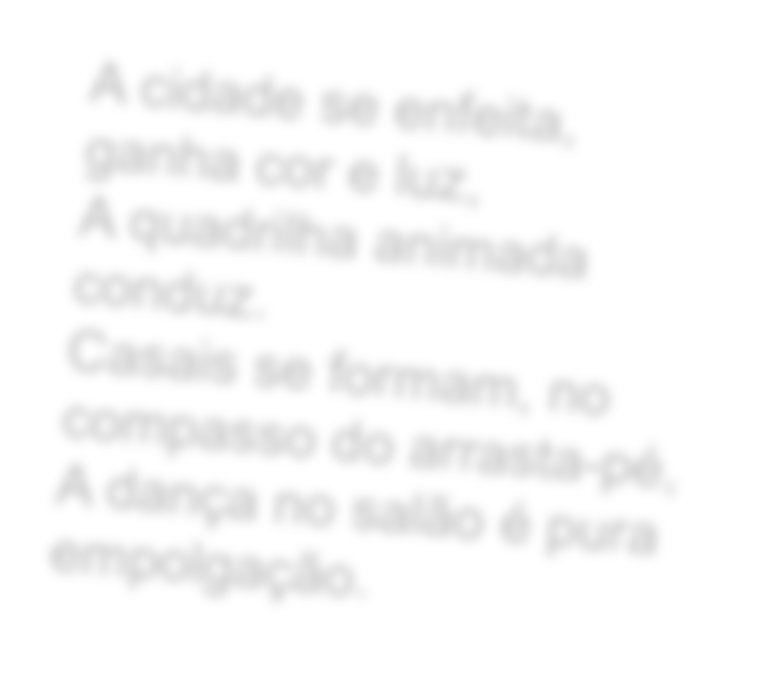 A cidade se enfeita,
ganha cor e luz,
A quadrilha animada
conduz.
Casais se formam, no
compasso do arrasta-pé,
A dança no salão é pura
empolgação.